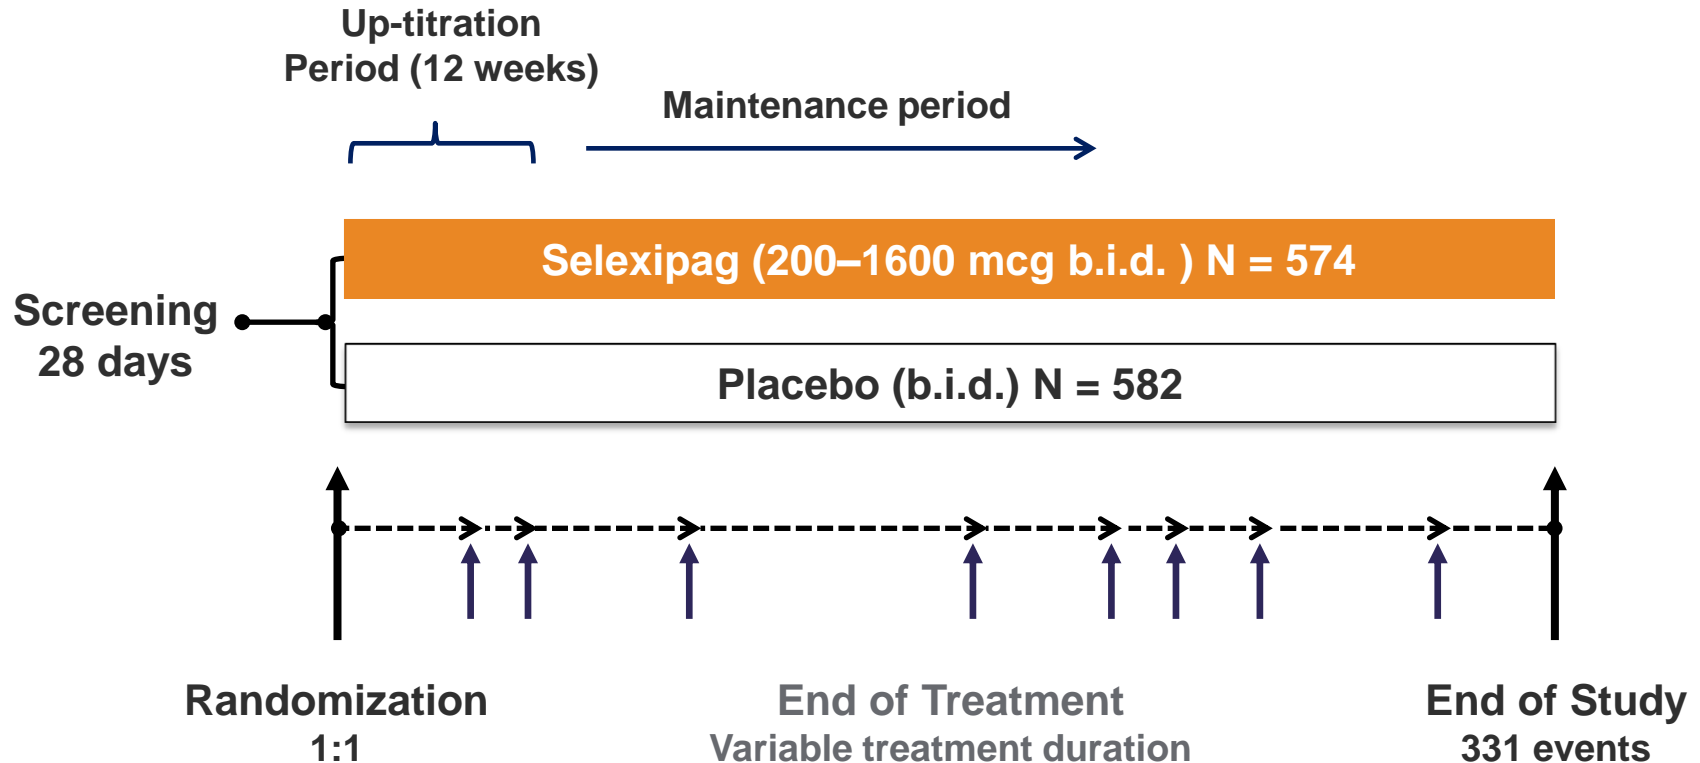 Up-titration
Period (12 weeks)
Maintenance period
Selexipag (200–1600 mcg b.i.d. ) N = 574
Screening
28 days
Placebo (b.i.d.) N = 582
Randomization
1:1
End of Treatment
Variable treatment duration
End of Study
331 events